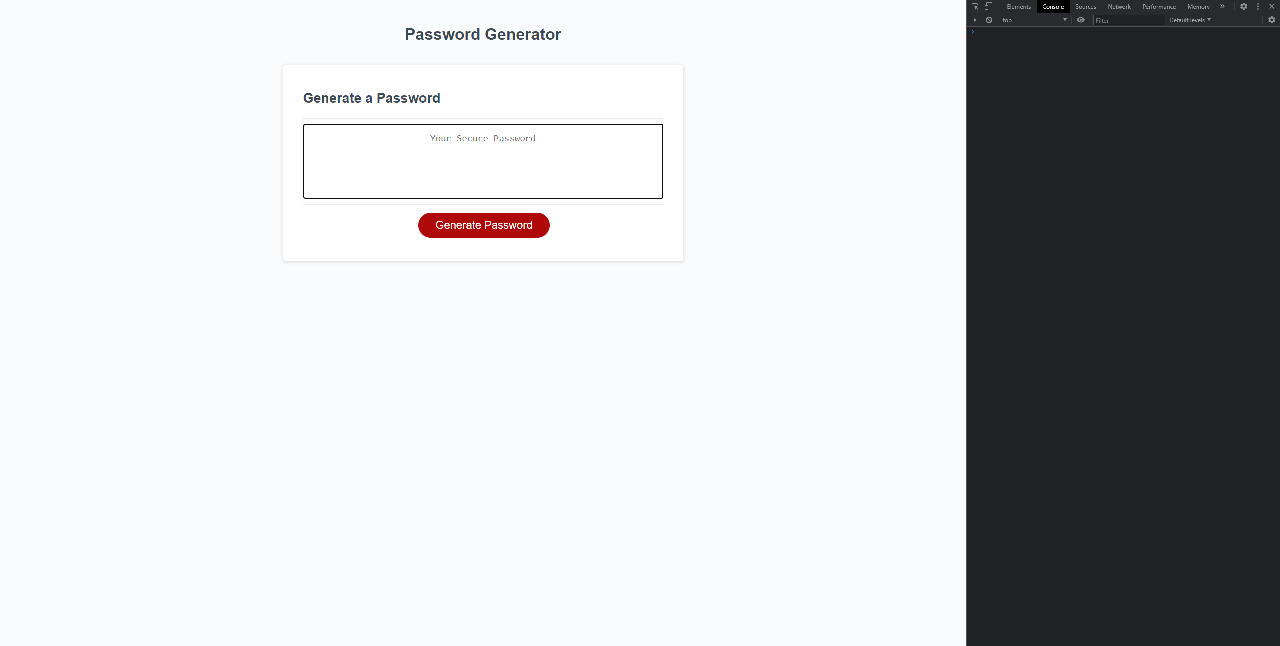 Password Generator
Generate a Password
Your Secure Password
Generate Password
Elements Console Sources Network Performance Memory »
top Filter Default levels